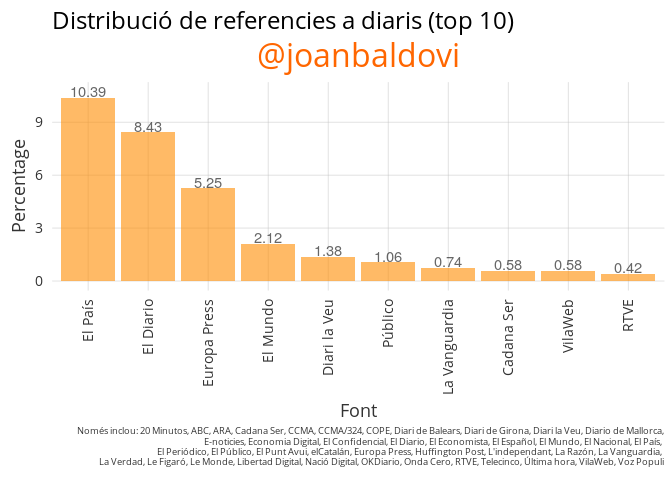 Distribució de referencies a diaris (top 10)
@joanbaldovi
10.39
8.43
5.25
2.12
1.38
1.06
0.74
0.58
0.58
0.42
Percentage
9
6
3
0
El País
El Diario
Europa Press
El Mundo
Diari la Veu
Público
La Vanguardia
Cadana Ser
VilaWeb
RTVE
Font
Només inclou: 20 Minutos, ABC, ARA, Cadana Ser, CCMA, CCMA/324, COPE, Diari de Balears, Diari de Girona, Diari la Veu, Diario de Mallorca,
E-noticies, Economia Digital, El Confidencial, El Diario, El Economista, El Español, El Mundo, El Nacional, El País,
El Periódico, El Público, El Punt Avui, elCatalán, Europa Press, Huffington Post, L'independant, La Razón, La Vanguardia,
La Verdad, Le Figaró, Le Monde, Libertad Digital, Nació Digital, OKDiario, Onda Cero, RTVE, Telecinco, Última hora, VilaWeb, Voz Populi